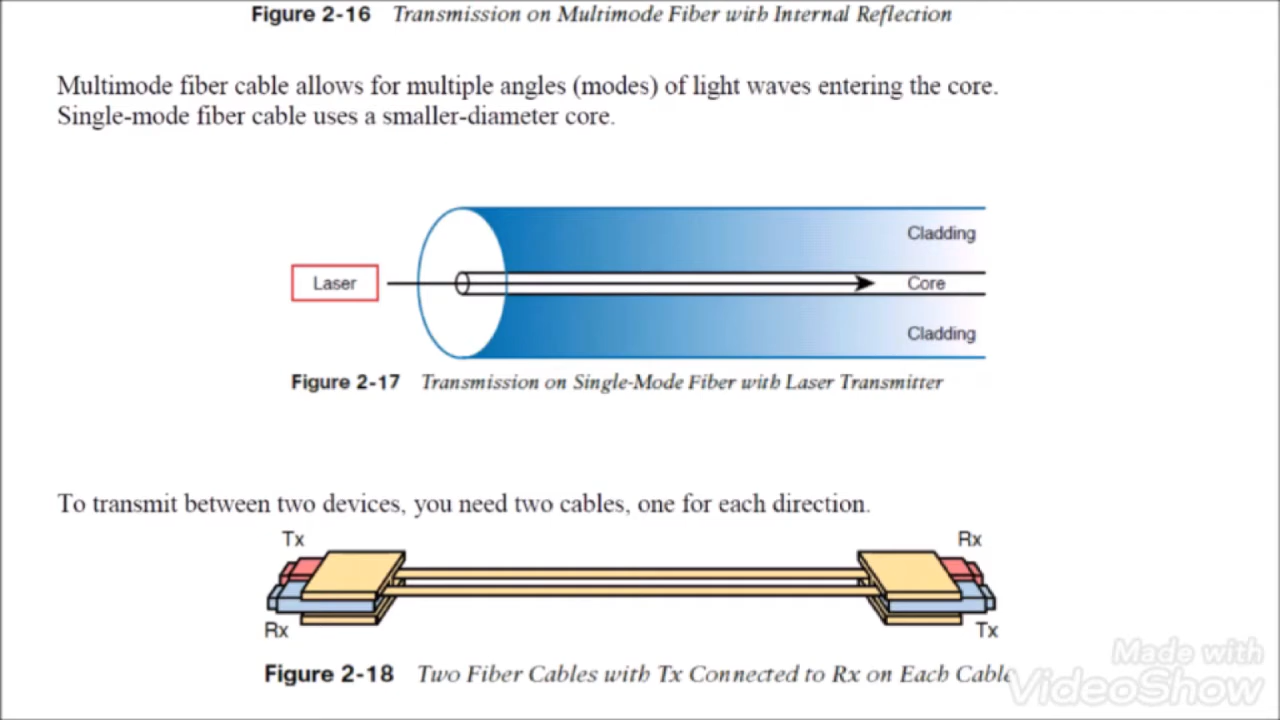 Figure 2-16 Transmission on Multimode Fiber with Internal Reflection
Multimode fiber cable allows for multiple angles (modes) of light waves entering the core.
Single-mode fiber cable uses a smaller-diameter core.
Cladding
Laser
Core
Cladding
Figure 2-17 Transmission on Single-Mode Fiber with Laser Transmitter
To transmit between two devices, you need two cables, one for each direction.
Tx
Rx
Rx
Tx
Figure 2-18 Two Fiber Cables with Tx Connected to Rx on Each Cable
Made with
VideoShow